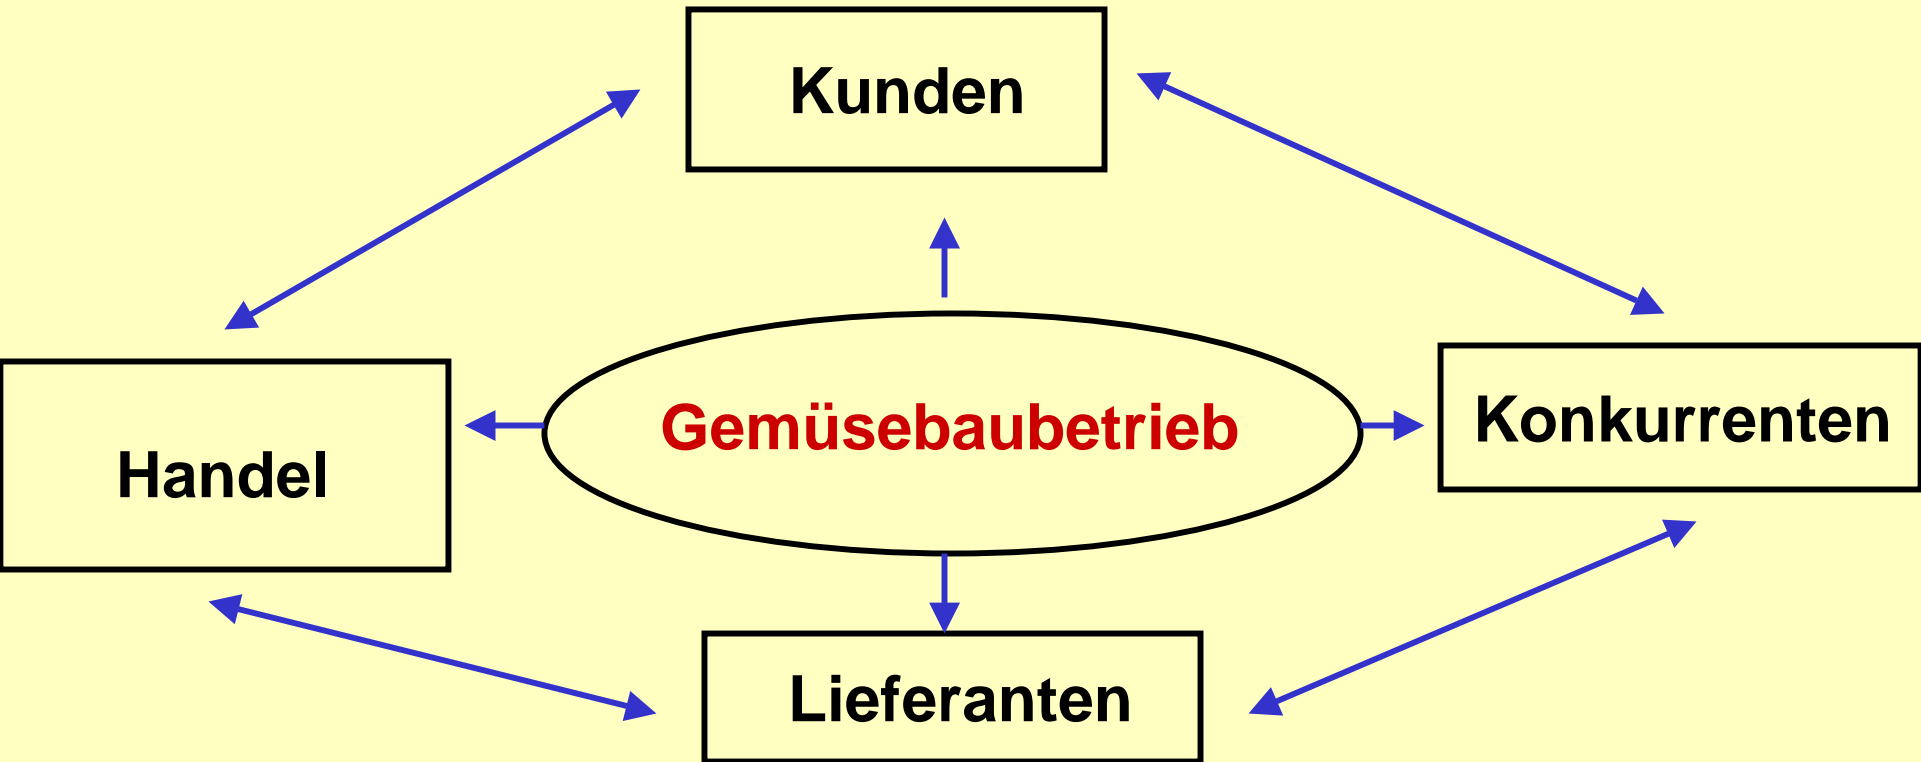 Kunden
Gemüsebaubetrieb
Konkurrenten
Handel
Lieferanten